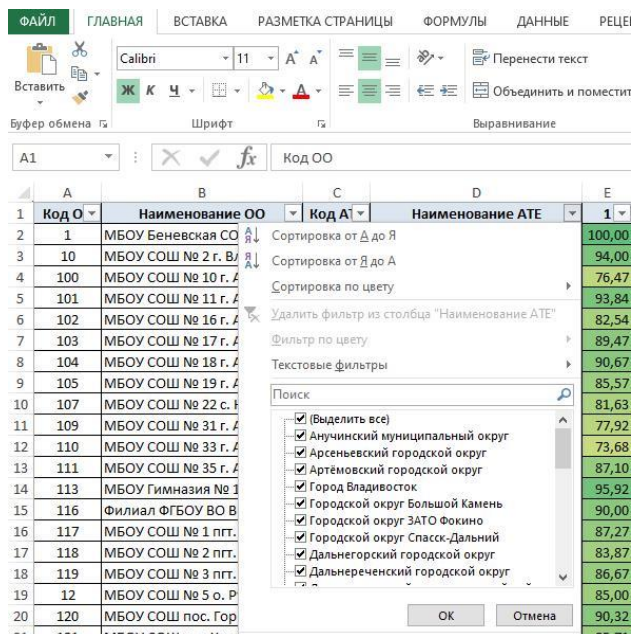 ФАЙЛ ГЛАВНАЯ ВСТАВКА РАЗМЕТКА СТРАНИЦЫ ФОРМУЛЫ ДАННЫЕ РЕЦЕ
Calibri 11 Перенести текст
Вставить Ж К Ч Объединить и поместит
Буфер обмена Шрифт Выравнивание
A1 fx Код ОО
A B C D E
1 Код О Наименование ОО Код АТ Наименование АТЕ 1
2 1 МБОУ Беневская СО Сортировка от А до Я 100,00
3 10 МБОУ СОШ № 2 г. Вл Сортировка от Я до А 94,00
4 100 МБОУ СОШ № 10 г. А Сортировка по цвету 76,47
5 101 МБОУ СОШ № 11 г. А 93,84
6 102 МБОУ СОШ № 16 г. А Удалить фильтр из столбца "Наименование АТЕ" 82,54
7 103 МБОУ СОШ № 17 г. А Фильтр по цвету 89,47
8 104 МБОУ СОШ № 18 г. А Текстовые фильтры 90,67
9 105 МБОУ СОШ № 19 г. А Поиск 85,57
10 107 МБОУ СОШ № 22 с. Н (Выделить все) 81,63
11 109 МБОУ СОШ № 31 г. А Анучинский муниципальный округ 77,92
12 110 МБОУ СОШ № 33 г. А Арсеньевский городской округ 73,68
13 111 МБОУ СОШ № 35 г. А Артёмовский городской округ 87,10
14 113 МБОУ Гимназия № 1 Город Владивосток 95,92
15 116 Филиал ФГБОУ ВО В Городской округ Большой Камень 90,00
16 117 МБОУ СОШ № 1 пгт. Городской округ ЗАТО Фокино 87,27
Городской округ Спасск-Дальний
17 118 МБОУ СОШ № 2 пгт. Дальнегорский городской округ 83,87
18 119 МБОУ СОШ № 3 пгт. Дальнереченский городской округ 86,67
19 12 МБОУ СОШ № 5 о. Р 85,00
20 120 МБОУ СОШ пос. Гор ОК Отмена 90,32